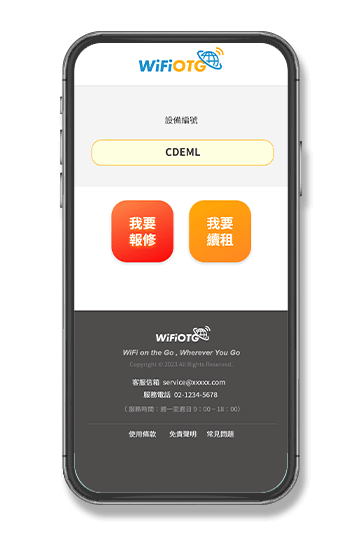 WiFiOTG
設備編號
CDEML
我要
報修
我要
續租
WiFiOTG
WiFi on the Go , Wherever You Go
Copyright © 2023 All Rights Reserved.
客服信箱 service@xxxxx.com
服務電話 02-1234-5678
( 服務時間：週一至週日 9：00 ~ 18：00)
使用條款 免責聲明 常見問題